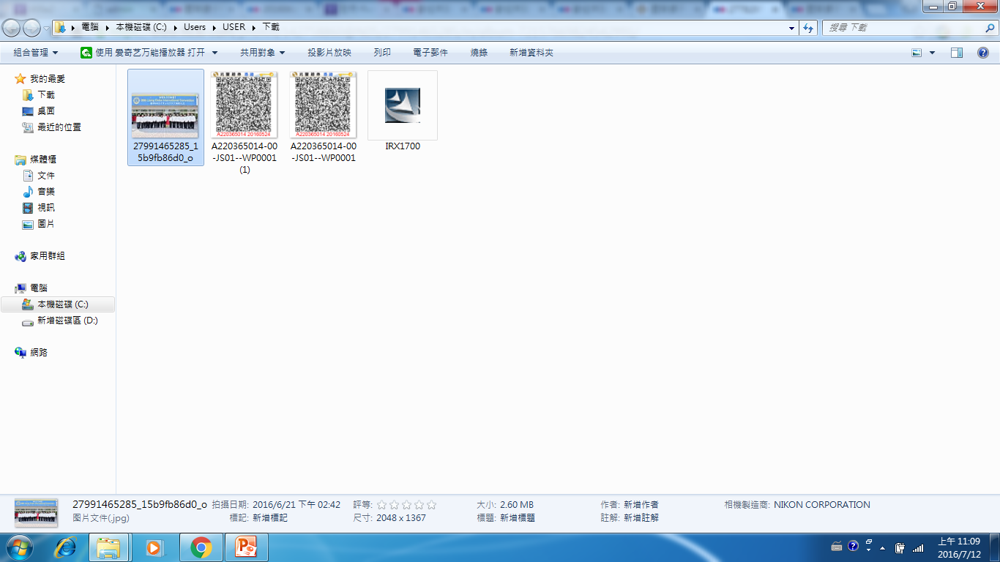 電腦 本機磁碟 (C:) Users USER 下載
搜尋 下載
組合管理 使用 爱奇艺万能播放器 打开 共用對象 投影片放映 列印 電子郵件 燒錄 新增資料夾
我的最愛
下載
桌面
最近的位置
媒體櫃
文件
音樂
視訊
圖片
家用群組
電腦
本機磁碟 (C:)
新增磁碟區 (D:)
網路
A220365014 20160524
A220365014 20160524
27991465285_1
5b9fb86d0_o
A220365014-00
-JS01--WP0001
(1)
A220365014-00
-JS01--WP0001
IRX1700
27991465285_15b9fb86d0_o 拍攝日期: 2016/6/21 下午 02:42 評等: 大小: 2.60 MB 作者: 新增作者 相機製造商: NIKON CORPORATION
图片文件(.jpg) 標記: 新增標記 尺寸: 2048 x 1367 標題: 新增標題 註解: 新增註解
上午 11:09
2016/7/12